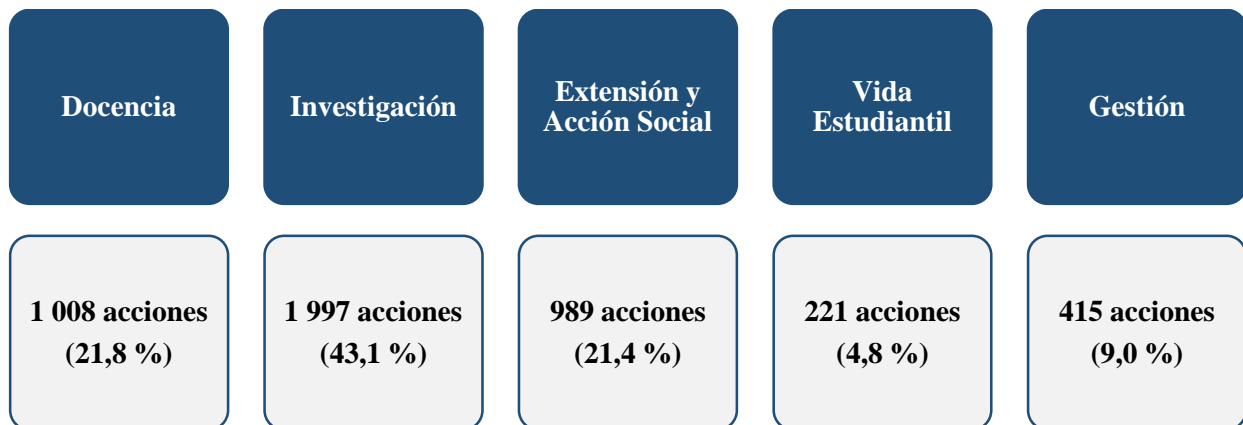 Docencia
Investigación
Extensión y
Acción Social
Vida
Estudiantil
Gestión
1 008 acciones
(21,8 %)
1 997 acciones
(43,1 %)
989 acciones
(21,4 %)
221 acciones
(4,8 %)
415 acciones
(9,0 %)